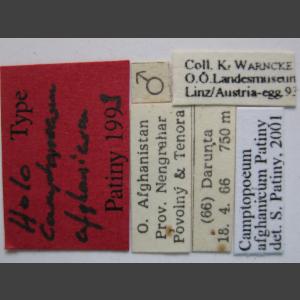 Holo Type
Camptopoeum
afghanicum
Patiny 1998
♂
O. Afghanistan
Prov. Nengrahar
Povolný & Tenora
(66) Darunta
18. 4. 66 750 m
Coll. K. WARNCKE
O.Ö. Landesmuseum
Linz/Austria-egg. 93
Camptopoeum
afghanicum Patiny
det. S. Patiny, 2001